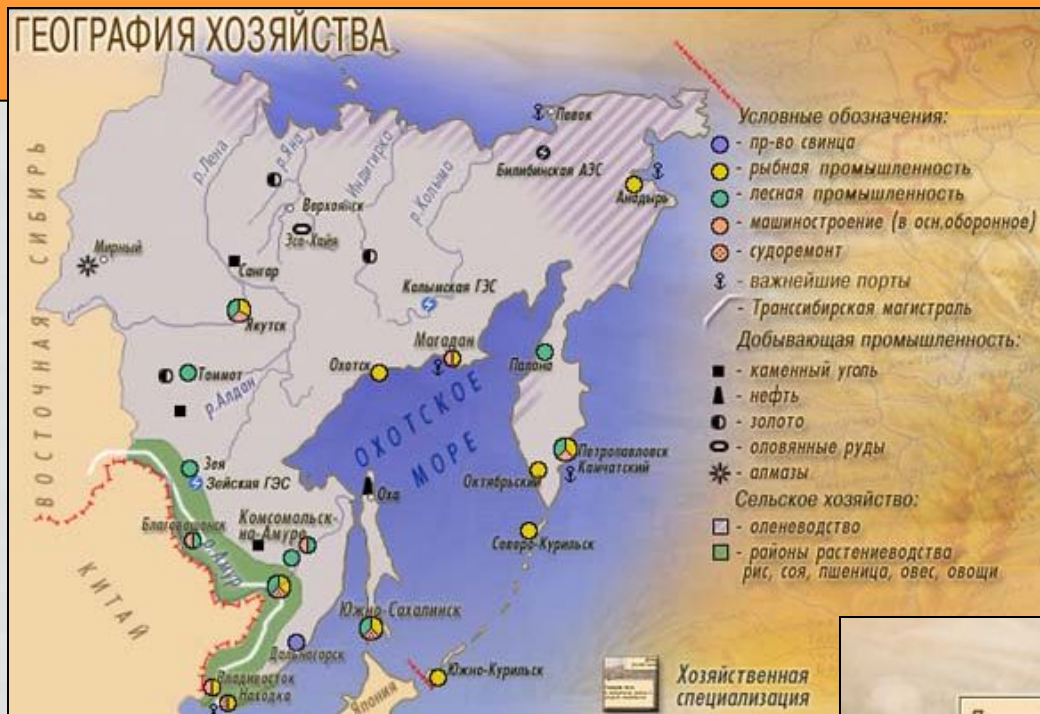 ГЕОГРАФИЯ ХОЗЯЙСТВА
Условные обозначения:
- пр-во свинца
- рыбная промышленность
- лесная промышленность
- машиностроение (в осн.оборонное)
- судоремонт
- важнейшие порты
- Транссибирская магистраль
Добывающая промышленность:
- каменный уголь
- нефть
- золото
- оловянные руды
- алмазы
Сельское хозяйство:
- оленеводство
- районы растениеводства
рис, соя, пшеница, овес, овощи
Хозяйственная
специализация
ВОСТОЧНАЯ СИБИРЬ
КИТАЙ
Япония
ОХОТСКОЕ
МОРЕ
р.Лена
р.Яна
р.Индигирка
р.Колыма
р.Алдан
р.Амур
Певек
Билибинская АЭС
Анадырь
Верхоянск
Эсэ-Хайя
Мирный
Сангар
Колымская ГЭС
Якутск
Магадан
Охотск
Палана
Томмот
Петропавловск
Камчатский
Октябрьский
Зея
Зейская ГЭС
Оха
Благовещенск
Комсомольск-
на-Амуре
Северо-Курильск
Южно-Сахалинск
Дальногорск
Владивосток
Находка
Южно-Курильск